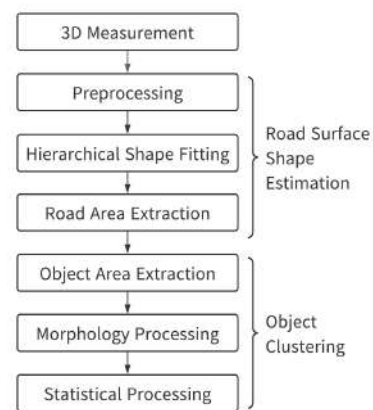 3D Measurement
Preprocessing
Hierarchical Shape Fitting
Road Area Extraction
Road Surface
Shape
Estimation
Object Area Extraction
Morphology Processing
Statistical Processing
Object
Clustering